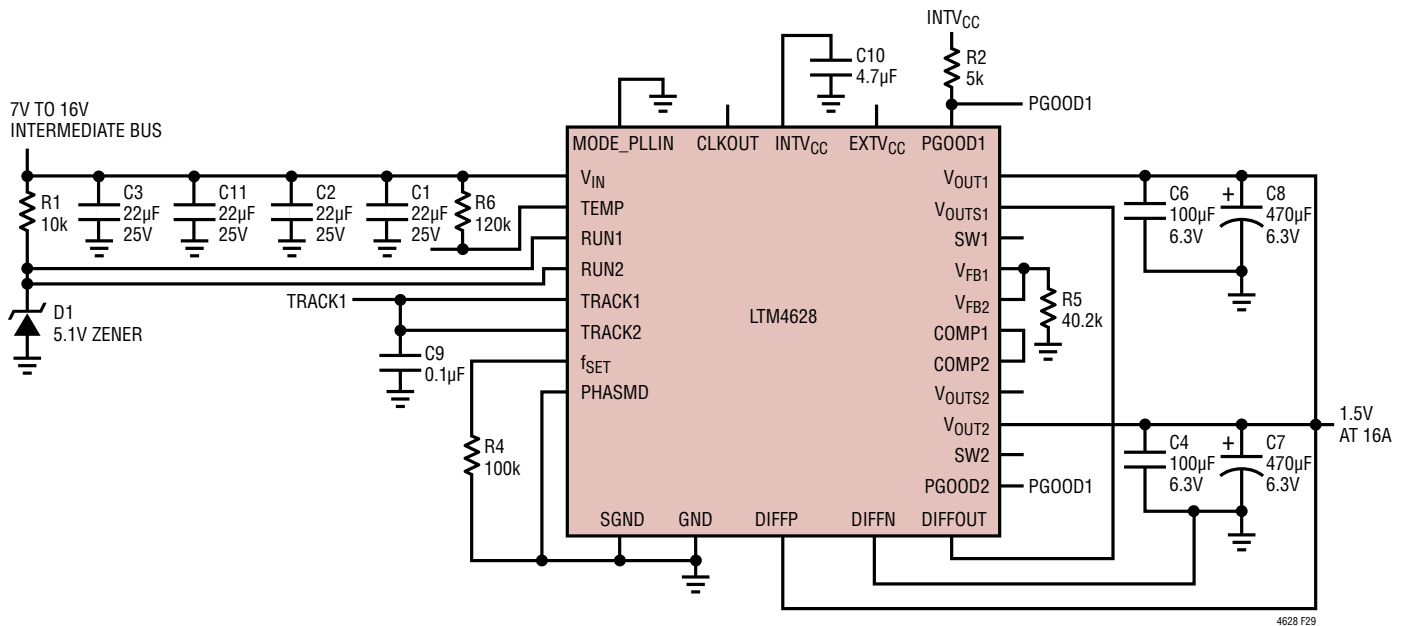 INTVCC
R2
5k
C10
4.7µF
PGOOD1
7V TO 16V
INTERMEDIATE BUS
MODE_PLLIN
CLKOUT
INTVCC
EXTVCC
PGOOD1
R1
10k
C3
22µF
25V
C11
22µF
25V
C2
22µF
25V
C1
22µF
25V
R6
120k
VIN
TEMP
RUN1
RUN2
TRACK1
TRACK2
fSET
PHASMD
LTM4628
VOUT1
VOUTS1
SW1
VFB1
VFB2
COMP1
COMP2
VOUTS2
VOUT2
SW2
PGOOD2
PGOOD1
C6
100µF
6.3V
+
C8
470µF
6.3V
D1
5.1V ZENER
TRACK1
C9
0.1µF
R5
40.2k
R4
100k
C4
100µF
6.3V
+
C7
470µF
6.3V
1.5V
AT 16A
SGND
GND
DIFFP
DIFFN
DIFFOUT
4628 F29